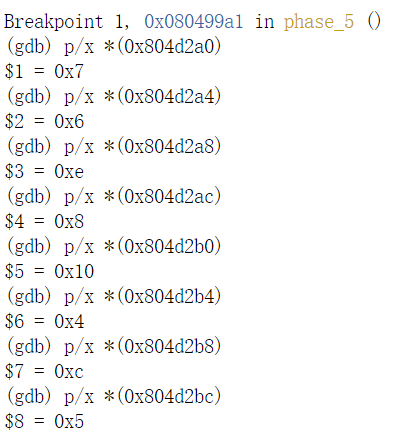 Breakpoint 1, 0x080499a1 in phase_5 ()
(gdb) p/x *(0x804d2a0)
$1 = 0x7
(gdb) p/x *(0x804d2a4)
$2 = 0x6
(gdb) p/x *(0x804d2a8)
$3 = 0xe
(gdb) p/x *(0x804d2ac)
$4 = 0x8
(gdb) p/x *(0x804d2b0)
$5 = 0x10
(gdb) p/x *(0x804d2b4)
$6 = 0x4
(gdb) p/x *(0x804d2b8)
$7 = 0xc
(gdb) p/x *(0x804d2bc)
$8 = 0x5